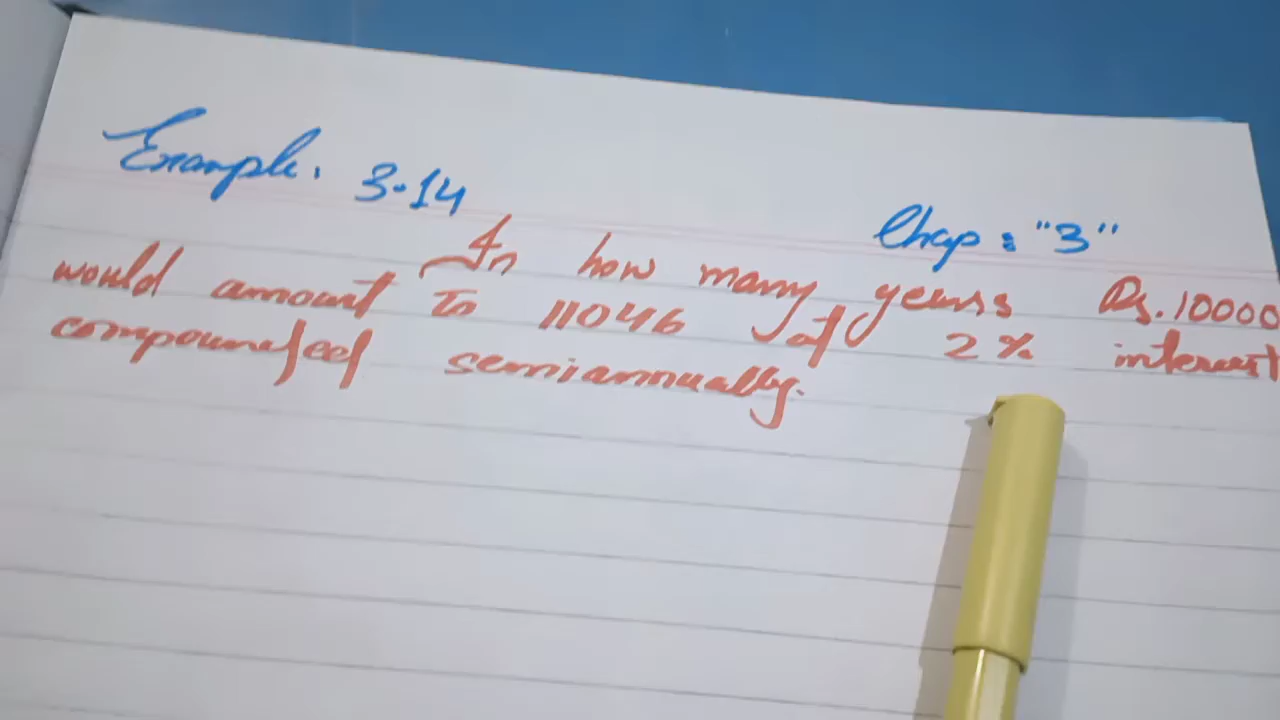 Example. 3.14
Chap: "3"
In how many years Rs. 10000
would amount to 11046 at 2% interest
compounded semiannually.